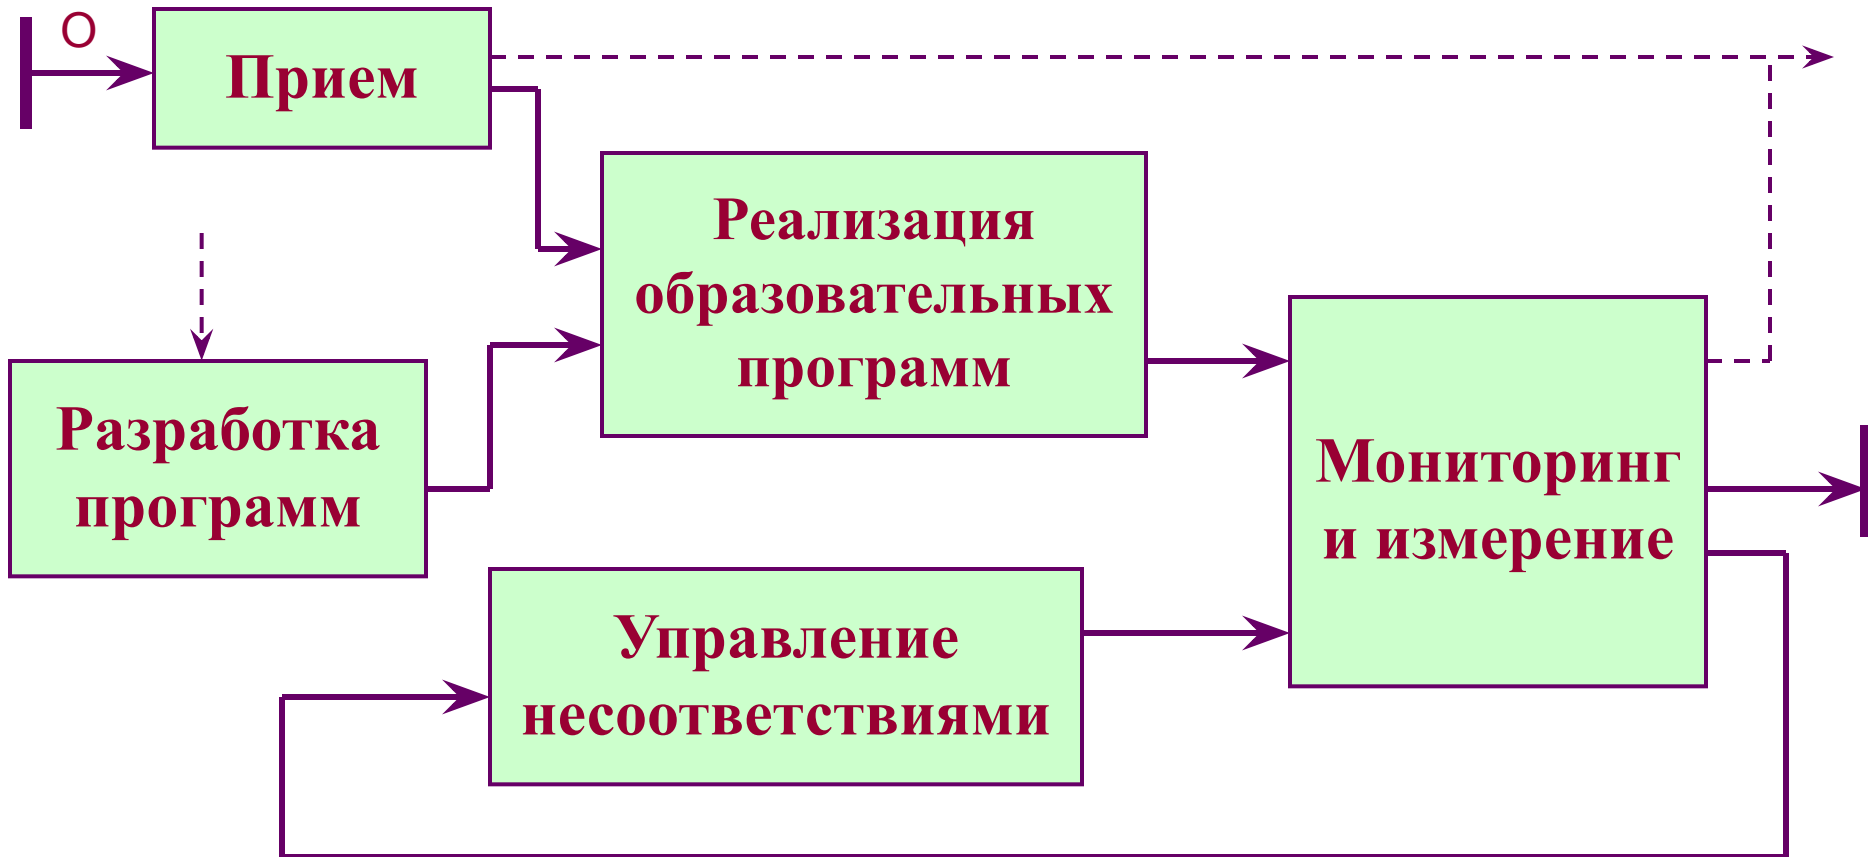 О
Прием
Реализация
образовательных
программ
Разработка
программ
Мониторинг
и измерение
Управление
несоответствиями